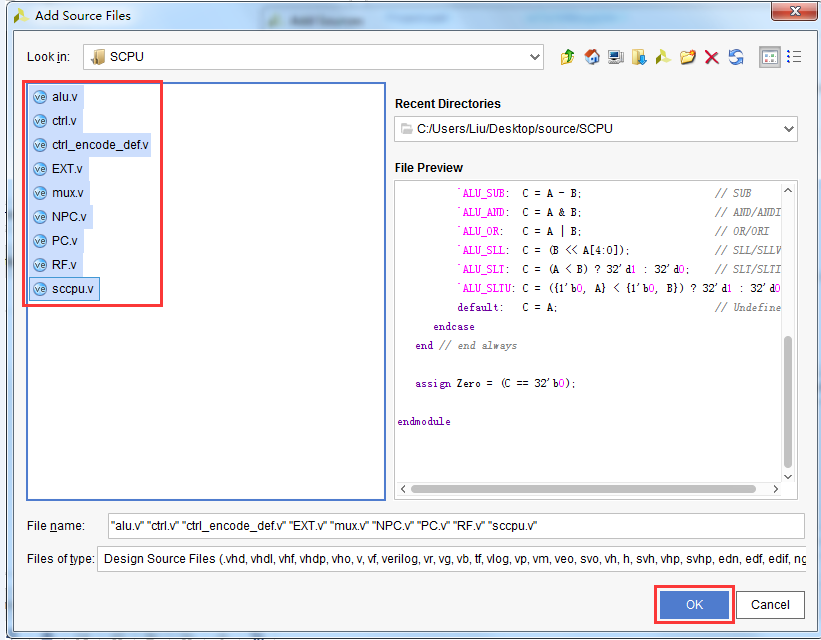 Add Source Files
Look in: SCPU
alu.v
ctrl.v
ctrl_encode_def.v
EXT.v
mux.v
NPC.v
PC.v
RF.v
sccpu.v
Recent Directories
C:/Users/Liu/Desktop/source/SCPU
File Preview
`ALU_SUB: C = A - B; // SUB
`ALU_AND: C = A & B; // AND/ANDI
`ALU_OR: C = A | B; // OR/ORI
`ALU_SLL: C = (B << A[4:0]); // SLL/SLLV
`ALU_SLT: C = (A < B) ? 32'd1 : 32'd0; // SLT/SLTI
`ALU_SLTU: C = ({1'b0, A} < {1'b0, B}) ? 32'd1 : 32'd0
default: C = A; // Undefine
endcase
end // end always
assign Zero = (C == 32'b0);
endmodule
File name: "alu.v" "ctrl.v" "ctrl_encode_def.v" "EXT.v" "mux.v" "NPC.v" "PC.v" "RF.v" "sccpu.v"
Files of type: Design Source Files (.vhd, vhdl, vhf, vhdp, vho, v, vf, verilog, vr, vg, vb, tf, vlog, vp, vm, veo, svo, vh, h, svh, vhp, svhp, edn, edf, edif, ng
OK Cancel